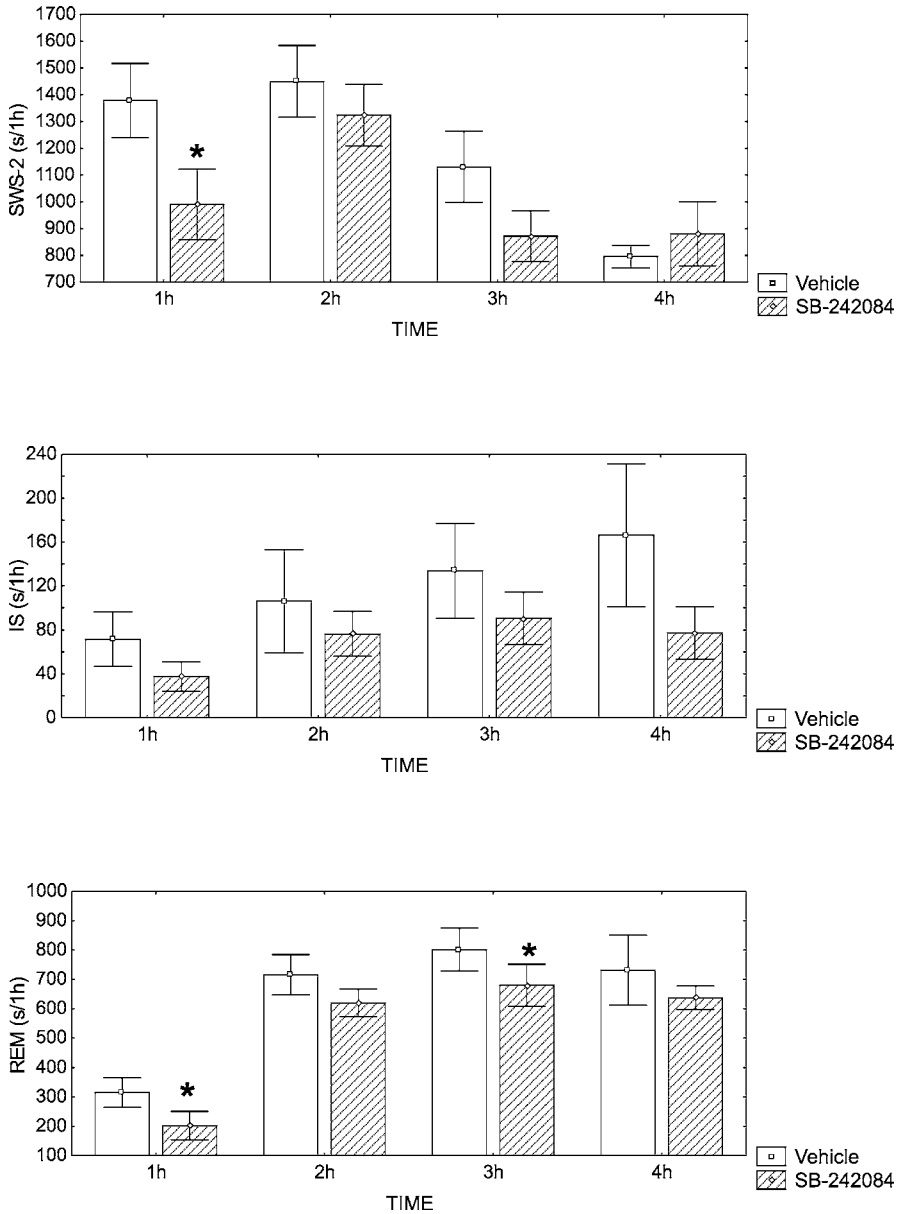 SWS-2 (s/1h)
1700
1600
1500
1400
1300
1200
1100
1000
900
800
700
*
1h 2h 3h 4h
TIME
Vehicle
SB-242084
IS (s/1h)
240
200
160
120
80
40
0
1h 2h 3h 4h
TIME
Vehicle
SB-242084
REM (s/1h)
1000
900
800
700
600
500
400
300
200
100
* *
1h 2h 3h 4h
TIME
Vehicle
SB-242084